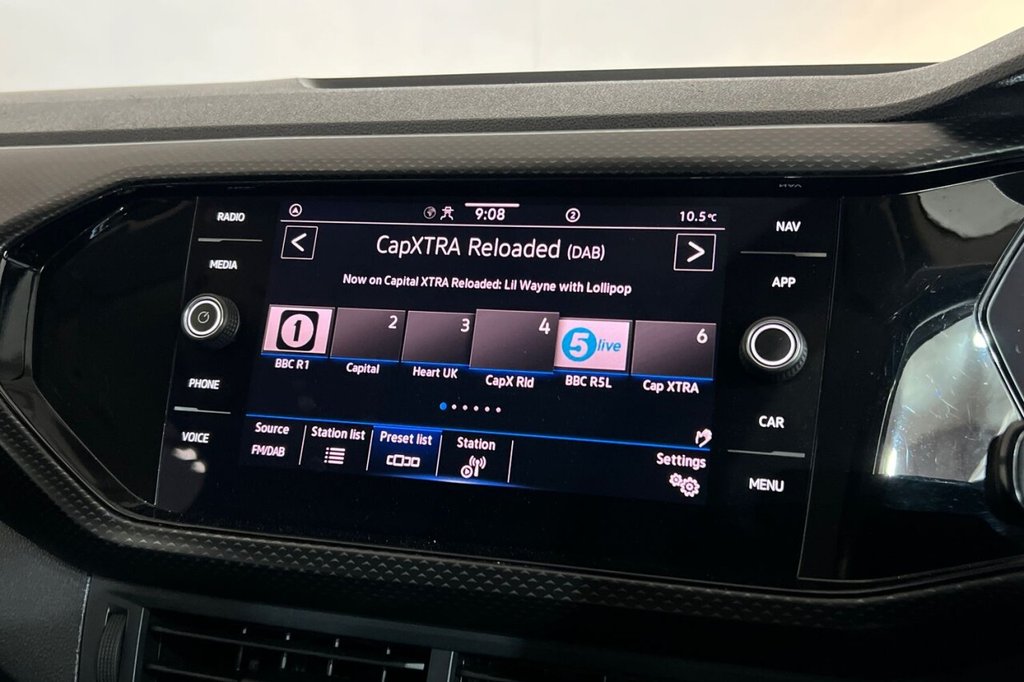 RADIO
MEDIA
PHONE
VOICE
A
9:08
2
10.5°C
<
CapXTRA Reloaded (DAB)
>
Now on Capital XTRA Reloaded: Lil Wayne with Lollipop
1
2
3
4
5 live
6
BBC R1
Capital
Heart UK
CapX Rld
BBC R5L
Cap XTRA
Source
FM/DAB
Station list
Preset list
Station
Settings
NAV
APP
CAR
MENU